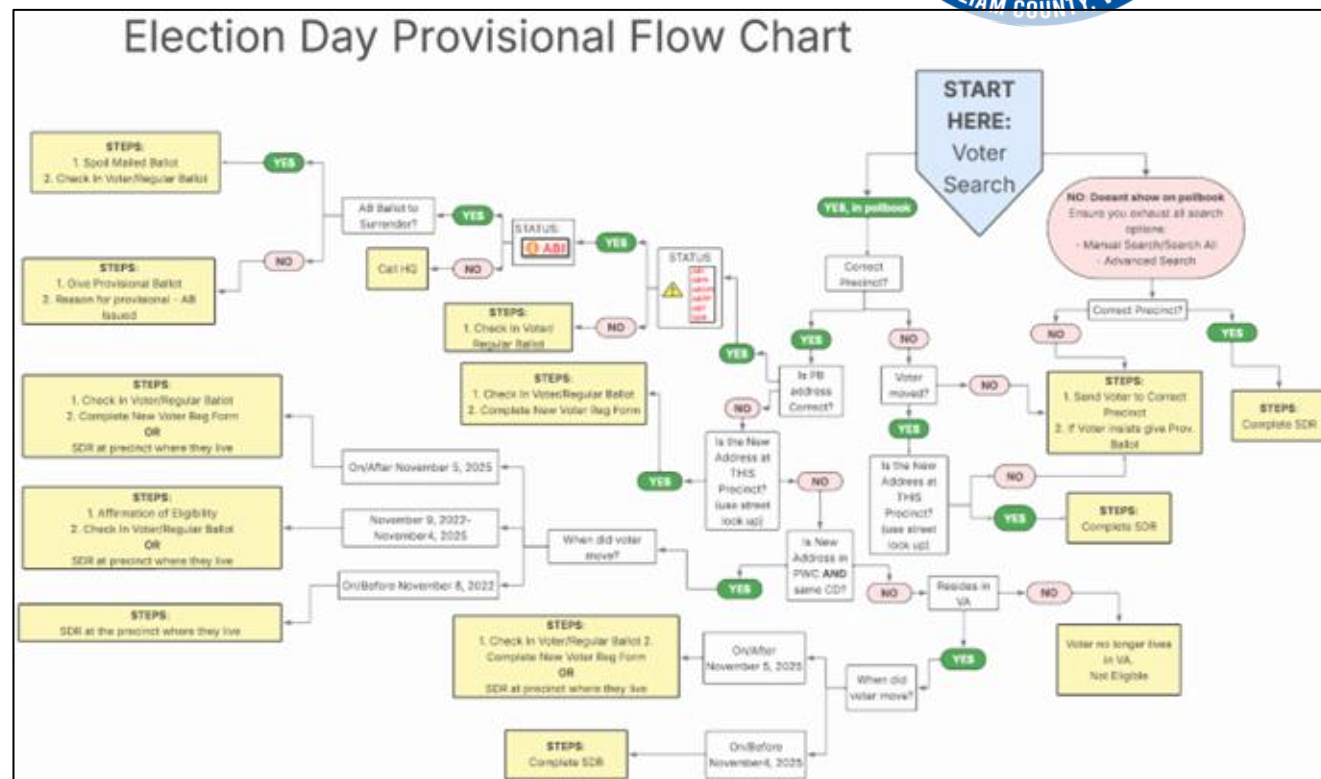 LIAM COUNTY,
Election Day Provisional Flow Chart
START
HERE:
Voter
Search
YES, in pollbook
NO: Doesnt show on pollbook
Ensure you exhaust all search
options:
- Manual Search/Search All
- Advanced Search
Correct
Precinct?
Correct Precinct?
NO
YES
STEPS:
Complete SDR
STEPS:
1. Send Voter to Correct
Precinct
2. If Voter insists give Prov.
Ballot
NO
Voter
moved?
NO
YES
Is the New
Address at
THIS
Precinct?
(use street
look up)
NO
YES
STEPS:
Complete SDR
YES
Is PB
address
Correct?
YES
STATUS
YES
STATUS:
ABI
YES
AB Ballot to
Surrender?
YES
STEPS:
1. Spoil Mailed Ballot
2. Check In Voter/Regular Ballot
NO
STEPS:
1. Give Provisional Ballot
2. Reason for provisional - AB
Issued
NO
Call HQ
NO
STEPS:
1. Check In Voter/
Regular Ballot
NO
Is the New
Address at
THIS
Precinct?
(use street
look up)
YES
STEPS:
1. Check In Voter/Regular Ballot
2. Complete New Voter Reg Form
NO
Is New
Address in
PWC AND
same CD?
YES
When did voter
move?
On/After November 5, 2025
STEPS:
1. Check In Voter/Regular Ballot
2. Complete New Voter Reg Form
OR
SDR at precinct where they live
November 9, 2022-
November4, 2025
STEPS:
1. Affirmation of Eligibility
2. Check In Voter/Regular Ballot
OR
SDR at precinct where they live
On/Before November 8, 2022
STEPS:
SDR at the precinct where they live
NO
Resides in
VA
NO
Voter no longer lives
in VA.
Not Eligible
YES
When did
voter move?
On/After
November 5, 2025
STEPS:
1. Check In Voter/Regular Ballot 2.
Complete New Voter Reg Form
OR
SDR at precinct where they live
On/Before
November4, 2025
STEPS:
Complete SDR